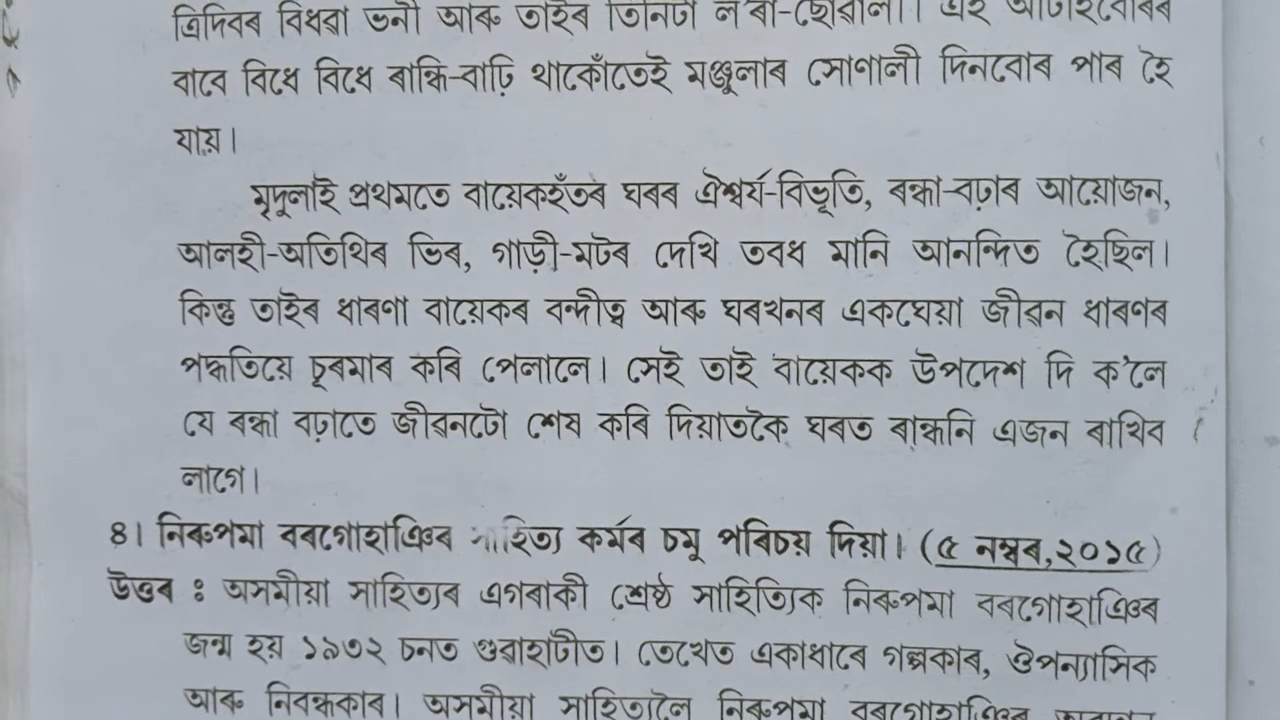 ত্ৰিদিবৰ বিধৱা ভনী আৰু তাইৰ তিনিটা ল'ৰা-ছোৱালী। এই আটাইবোৰৰ
বাবে বিধে বিধে ৰান্ধি-বাঢ়ি থাকোঁতেই মঞ্জুলাৰ সোণালী দিনবোৰ পাৰ হৈ
যায়।
মৃদুলাই প্ৰথমতে বায়েকহঁতৰ ঘৰৰ ঐশ্বৰ্য-বিভূতি, ৰন্ধা-বঢ়াৰ আয়োজন,
আলহী-অতিথিৰ ভিৰ, গাড়ী-মটৰ দেখি তবধ মানি আনন্দিত হৈছিল।
কিন্তু তাইৰ ধাৰণা বায়েকৰ বন্দীত্ব আৰু ঘৰখনৰ একঘেয়া জীৱন ধাৰণৰ
পদ্ধতিয়ে চূৰমাৰ কৰি পেলালে। সেই তাই বায়েকক উপদেশ দি ক'লে
যে ৰন্ধা বঢ়াতে জীৱনটো শেষ কৰি দিয়াতকৈ ঘৰত ৰান্ধনি এজন ৰাখিব
লাগে।
৪। নিৰুপমা বৰগোহাঞিৰ সাহিত্য কৰ্মৰ চমু পৰিচয় দিয়া। (৫ নম্বৰ,২০১৫)
উত্তৰ : অসমীয়া সাহিত্যৰ এগৰাকী শ্ৰেষ্ঠ সাহিত্যিক নিৰুপমা বৰগোহাঞিৰ
জন্ম হয় ১৯৩২ চনত গুৱাহাটীত। তেখেত একাধাৰে গল্পকাৰ, ঔপন্যাসিক
আৰু নিবন্ধকাৰ। অসমীয়া সাহিত্যলৈ নিৰুপমা বৰগোহাঞিৰ